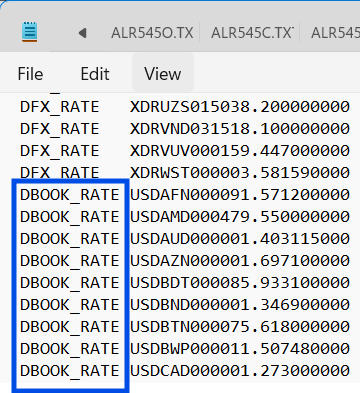 ALR545O.TX ALR545C.TXT ALR545
File Edit View
DFX_RATE XDRUZS015038.200000000
DFX_RATE XDRVND031518.100000000
DFX_RATE XDRVUV000159.447000000
DFX_RATE XDRWST000003.581590000
DBOOK_RATE USDAFN000091.571200000
DBOOK_RATE USDAMD000479.550000000
DBOOK_RATE USDAUD000001.403115000
DBOOK_RATE USDAZN000001.697100000
DBOOK_RATE USDBDT000085.933100000
DBOOK_RATE USDBND000001.346900000
DBOOK_RATE USDBTN000075.618000000
DBOOK_RATE USDBWP000011.507480000
DBOOK_RATE USDCAD000001.273000000